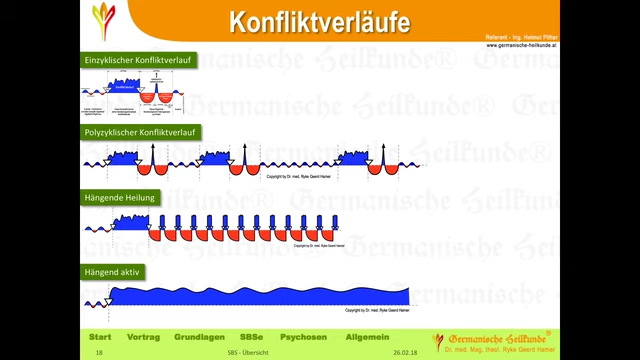 Konfliktverläufe
Referent - Ing. Helmut Pilhar
www.germanische-heilkunde.at
Einzyklischer Konfliktverlauf
Polyzyklischer Konfliktverlauf
Copyright by Dr. med. Ryke Geerd Hamer
Hängende Heilung
Copyright by Dr. med. Ryke Geerd Hamer
Hängend aktiv
Copyright by Dr. med. Ryke Geerd Hamer
Start Vortrag Grundlagen SBSe Psychosen Allgemein
18 SBS - Übersicht 26.02.18
Germanische Heilkunde®
Dr. med. Mag. theol. Ryke Geerd Hamer
Germanische Heilkunde®